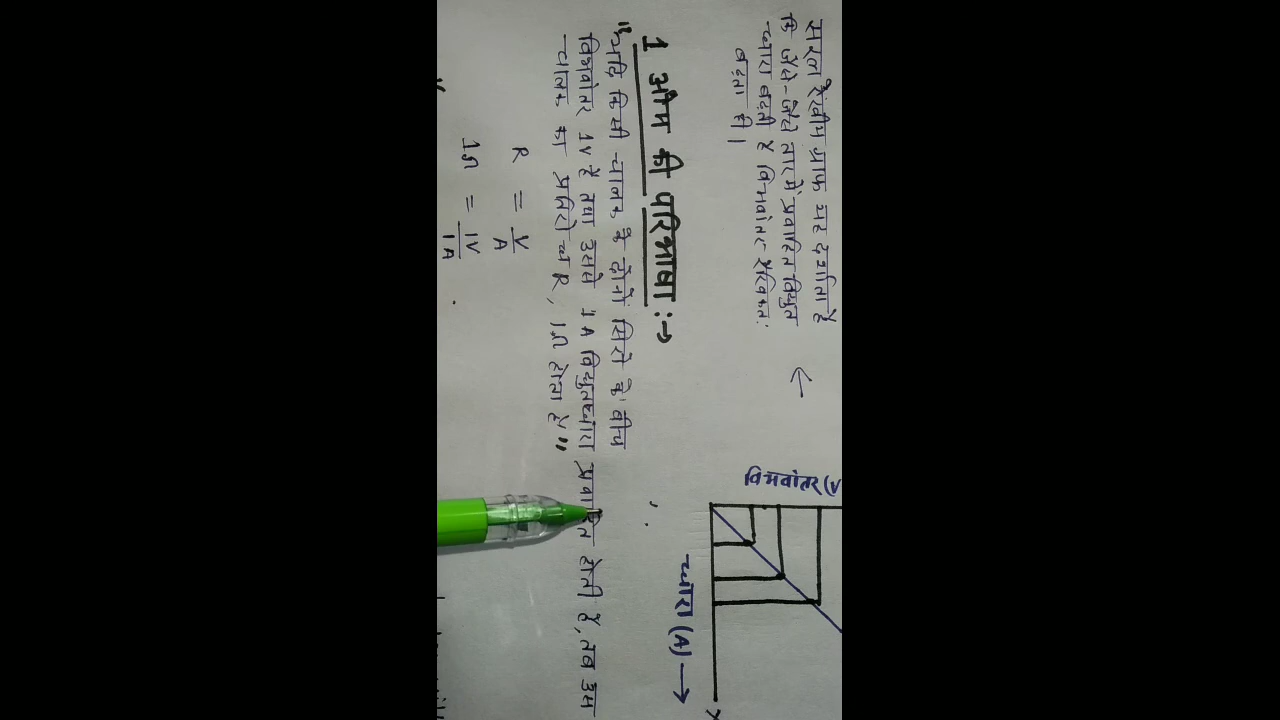 सरल रेखीय ग्राफ यह दर्शाता है
कि जैसे-जैसे तार में प्रवाहित विद्युत
धारा बढ़ती है विभवांतर रैखिकतः
बढ़ता है।
←
विभवांतर (V
धारा (A) →
X
1 ओम की परिभाषा :→
"यदि किसी चालक के दोनों सिरो के बीच
विभवांतर 1V है तथा उससे 1A विद्युतधारा प्रवाहित होती है, तब उस
चालक का प्रतिरोध R, 1Ω होता है"
R = V/A
1Ω = 1V/1A